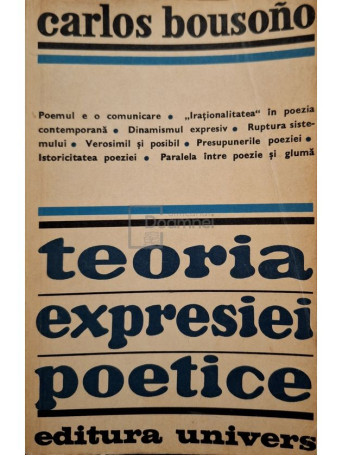 carlos bousoño
Poemul e o comunicare • „Iraționalitatea“ în poezia
contemporană • Dinamismul expresiv • Ruptura siste-
mului • Verosimil și posibil • Presupunerile poeziei •
Istoricitatea poeziei • Paralela între poezie și glumă
teoria
expresiei
poetice
editura univers